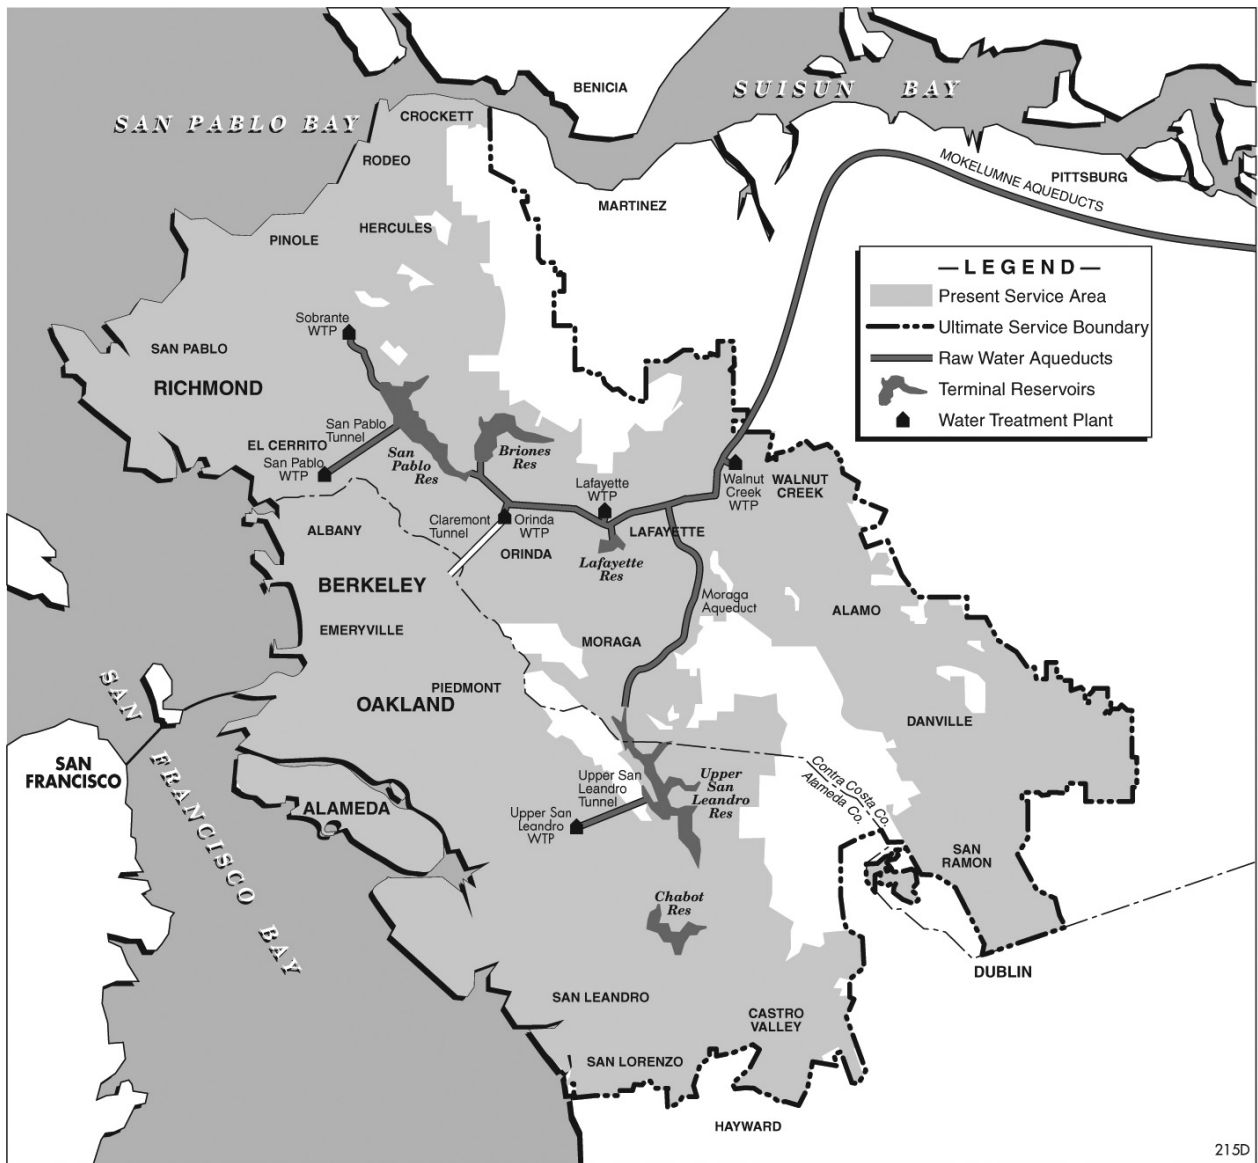 BENICIA
SUISUN BAY
SAN PABLO BAY
CROCKETT
MOKELUMNE AQUEDUCTS
RODEO
PITTSBURG
MARTINEZ
HERCULES
PINOLE
—LEGEND—
Present Service Area
Ultimate Service Boundary
Raw Water Aqueducts
Terminal Reservoirs
Water Treatment Plant
Sobrante
WTP
SAN PABLO
RICHMOND
San Pablo
Tunnel
EL CERRITO
San Pablo
WTP
San
Pablo
Res
Briones
Res
Lafayette
WTP
Walnut
Creek
WTP
WALNUT
CREEK
ALBANY
Claremont
Tunnel
Orinda
WTP
LAFAYETTE
ORINDA
Lafayette
Res
BERKELEY
Moraga
Aqueduct
ALAMO
EMERYVILLE
MORAGA
PIEDMONT
OAKLAND
DANVILLE
SAN
FRANCISCO
SAN FRANCISCO BAY
Contra Costa Co.
Alameda Co.
Upper San
Leandro
Tunnel
Upper
San
Leandro
Res
ALAMEDA
Upper San
Leandro
WTP
SAN
RAMON
Chabot
Res
DUBLIN
SAN LEANDRO
CASTRO
VALLEY
SAN LORENZO
HAYWARD
215D